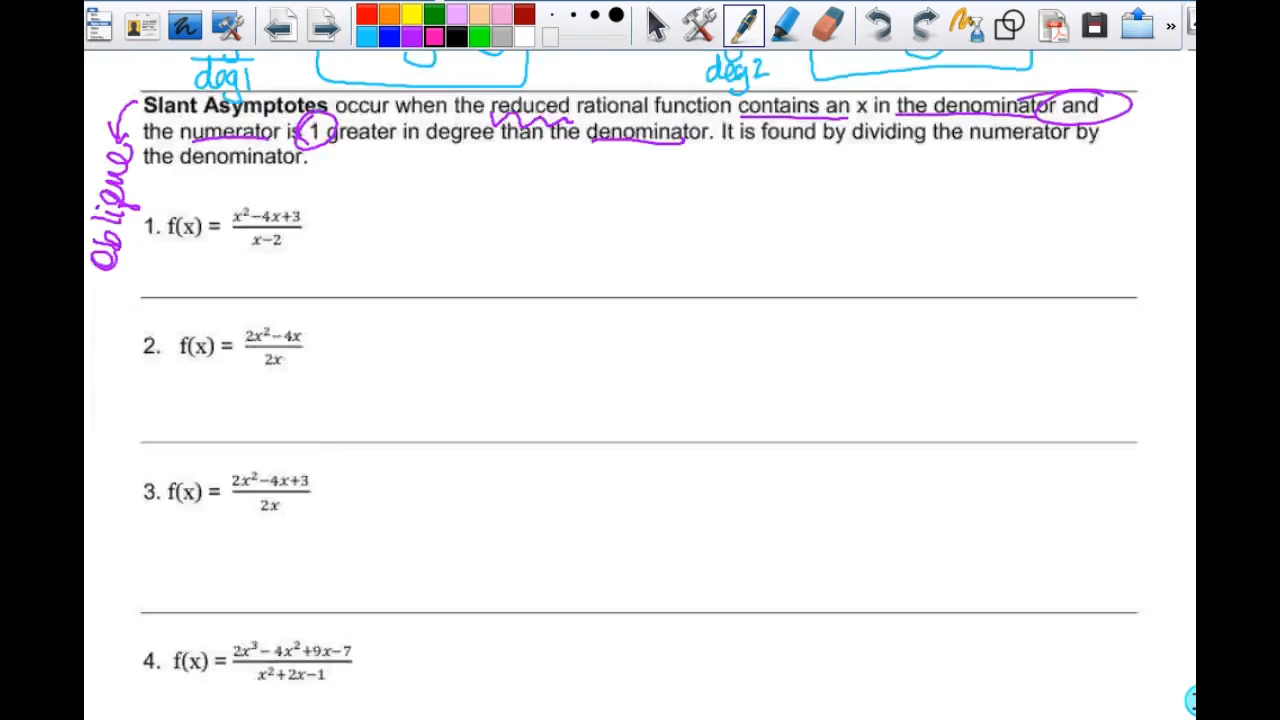 deg1
deg2
Slant Asymptotes occur when the reduced rational function contains an x in the denominator and
the numerator is 1 greater in degree than the denominator. It is found by dividing the numerator by
the denominator.
Oblique
1. f(x) = x²−4x+3 / x−2
2. f(x) = 2x²−4x / 2x
3. f(x) = 2x²−4x+3 / 2x
4. f(x) = 2x³−4x²+9x−7 / x²+2x−1